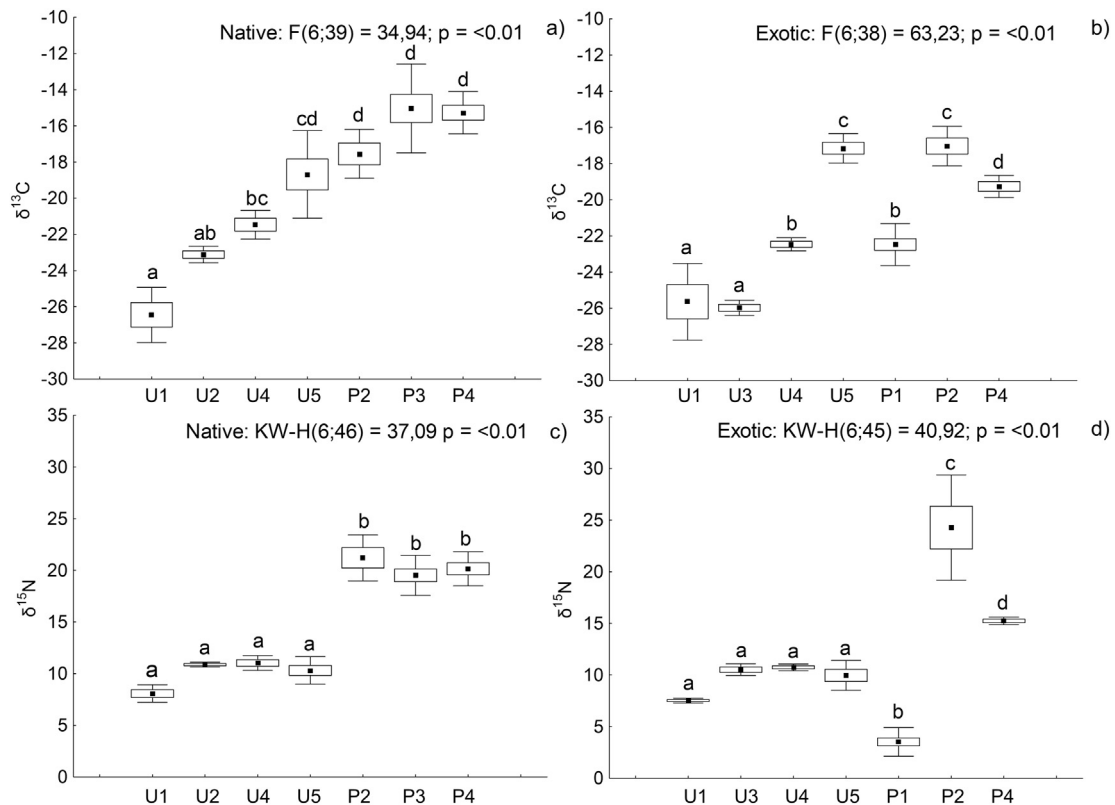 Native: F(6;39) = 34,94; p = <0.01
a)
-10
-12
-14
-16
-18
-20
-22
-24
-26
-28
-30
δ13C
a
ab
bc
cd
d
d
d
U1 U2 U4 U5 P2 P3 P4
Exotic: F(6;38) = 63,23; p = <0.01
b)
-10
-12
-14
-16
-18
-20
-22
-24
-26
-28
-30
δ13C
a
a
b
c
b
c
d
U1 U3 U4 U5 P1 P2 P4
Native: KW-H(6;46) = 37,09 p = <0.01
c)
35
30
25
20
15
10
5
0
δ15N
a
a
a
a
b
b
b
U1 U2 U4 U5 P2 P3 P4
Exotic: KW-H(6;45) = 40,92; p = <0.01
d)
35
30
25
20
15
10
5
0
δ15N
a
a
a
a
b
c
d
U1 U3 U4 U5 P1 P2 P4